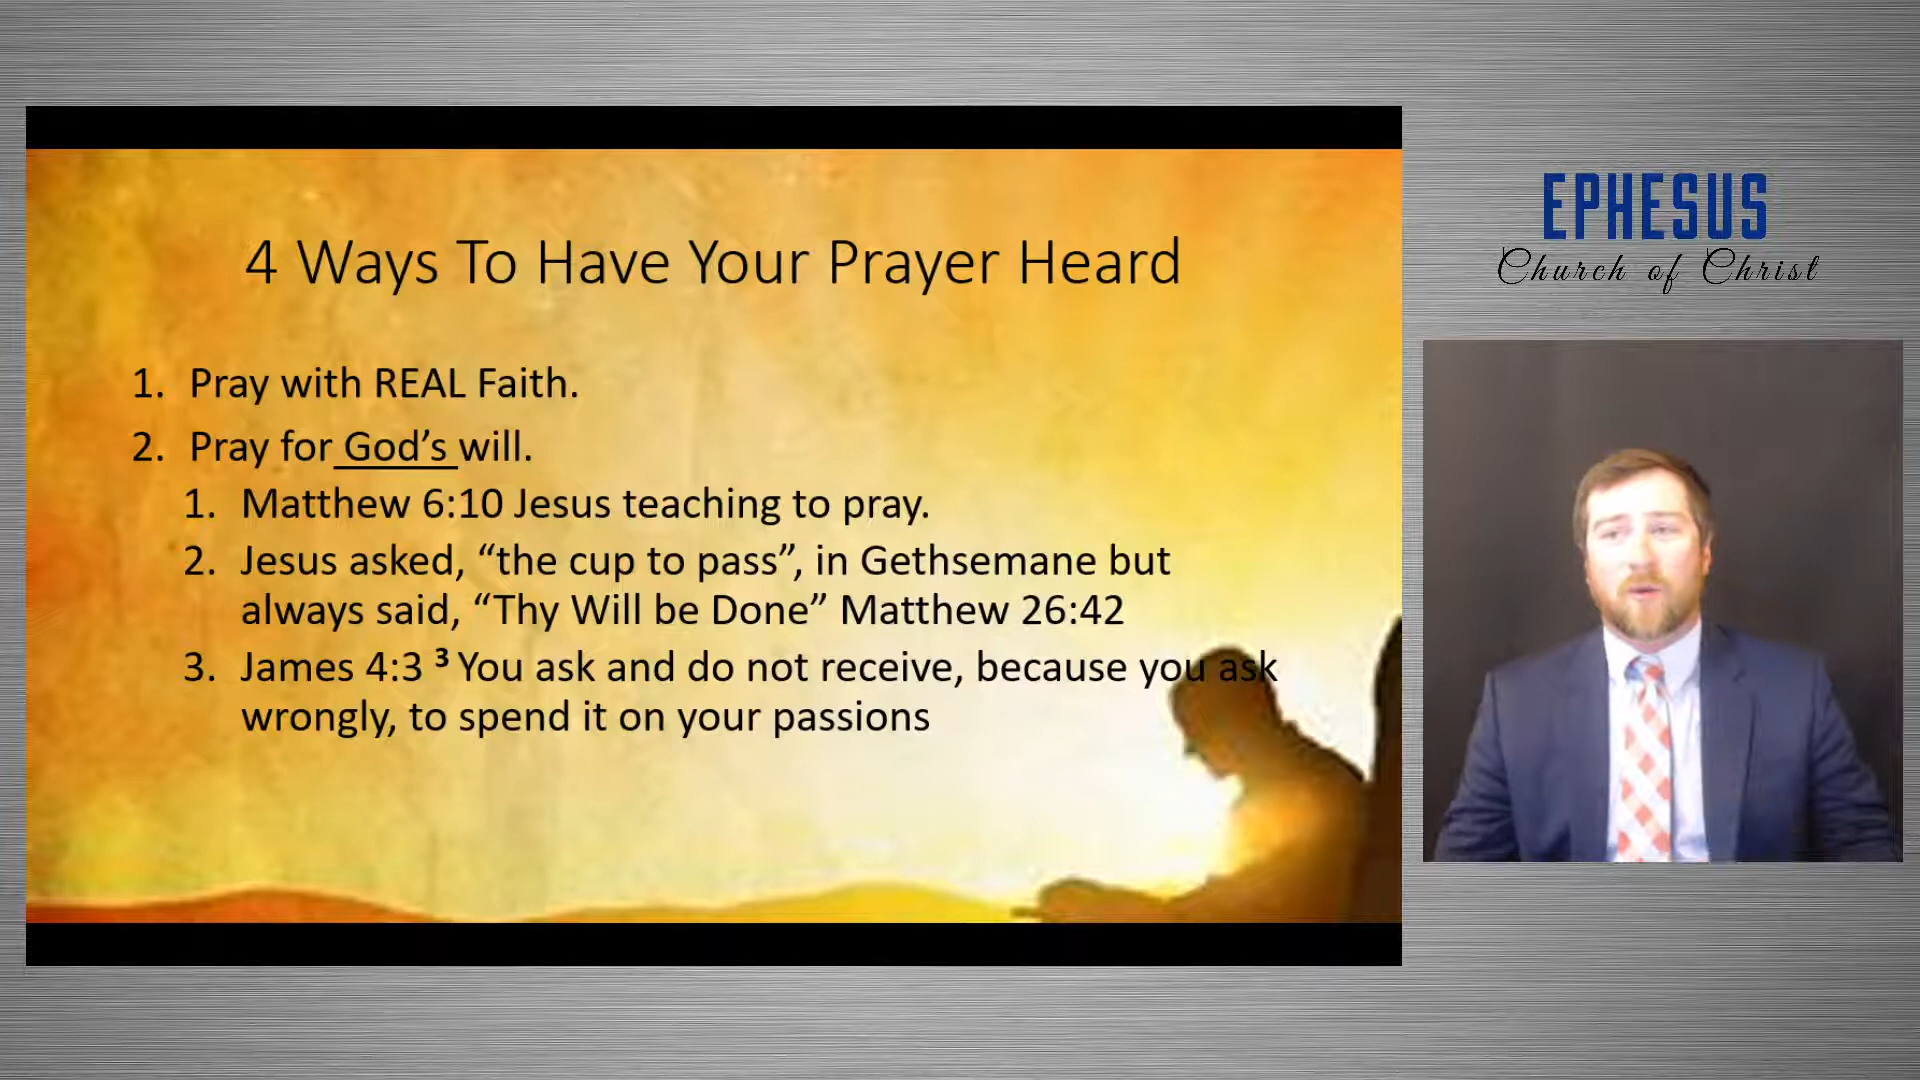 4 Ways To Have Your Prayer Heard
1. Pray with REAL Faith.
2. Pray for God’s will.
1. Matthew 6:10 Jesus teaching to pray.
2. Jesus asked, “the cup to pass”, in Gethsemane but
always said, “Thy Will be Done” Matthew 26:42
3. James 4:3 ³ You ask and do not receive, because you ask
wrongly, to spend it on your passions
EPHESUS
Church of Christ